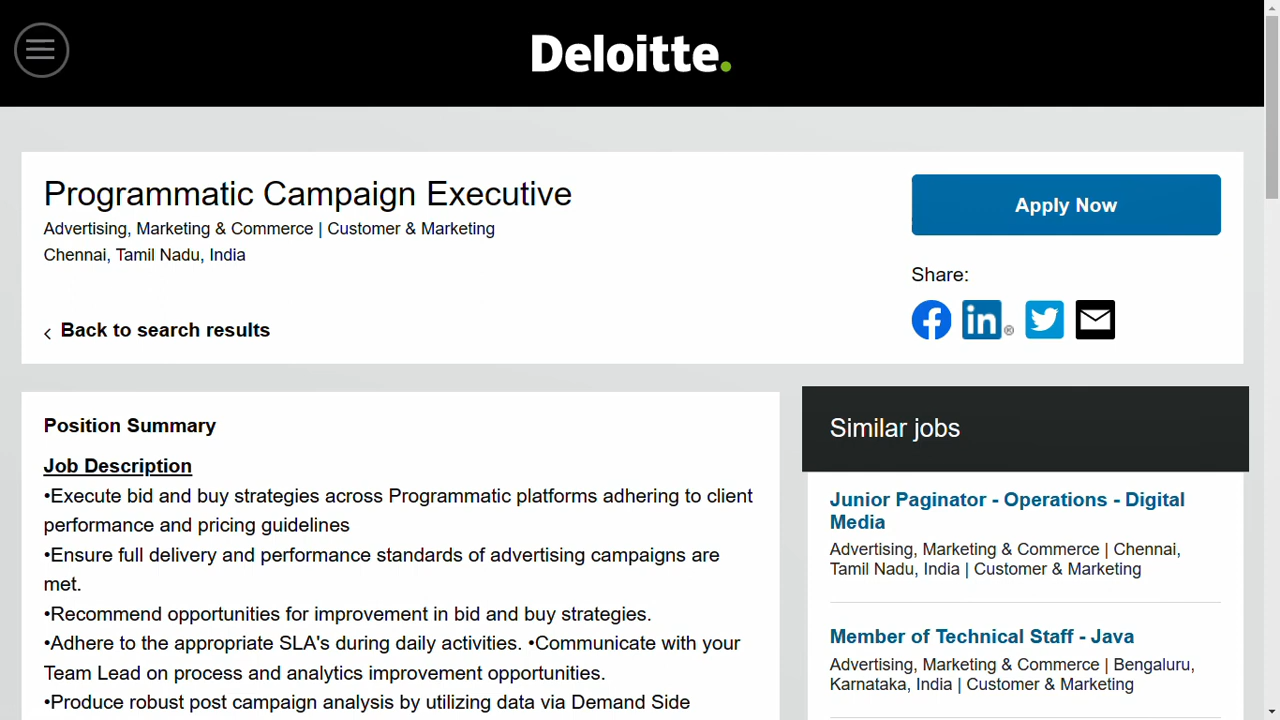 Deloitte.
Programmatic Campaign Executive
Advertising, Marketing & Commerce | Customer & Marketing
Chennai, Tamil Nadu, India
Back to search results
Apply Now
Share:
Position Summary
Job Description
•Execute bid and buy strategies across Programmatic platforms adhering to client
performance and pricing guidelines
•Ensure full delivery and performance standards of advertising campaigns are
met.
•Recommend opportunities for improvement in bid and buy strategies.
•Adhere to the appropriate SLA's during daily activities. •Communicate with your
Team Lead on process and analytics improvement opportunities.
•Produce robust post campaign analysis by utilizing data via Demand Side
Similar jobs
Junior Paginator - Operations - Digital
Media
Advertising, Marketing & Commerce | Chennai,
Tamil Nadu, India | Customer & Marketing
Member of Technical Staff - Java
Advertising, Marketing & Commerce | Bengaluru,
Karnataka, India | Customer & Marketing